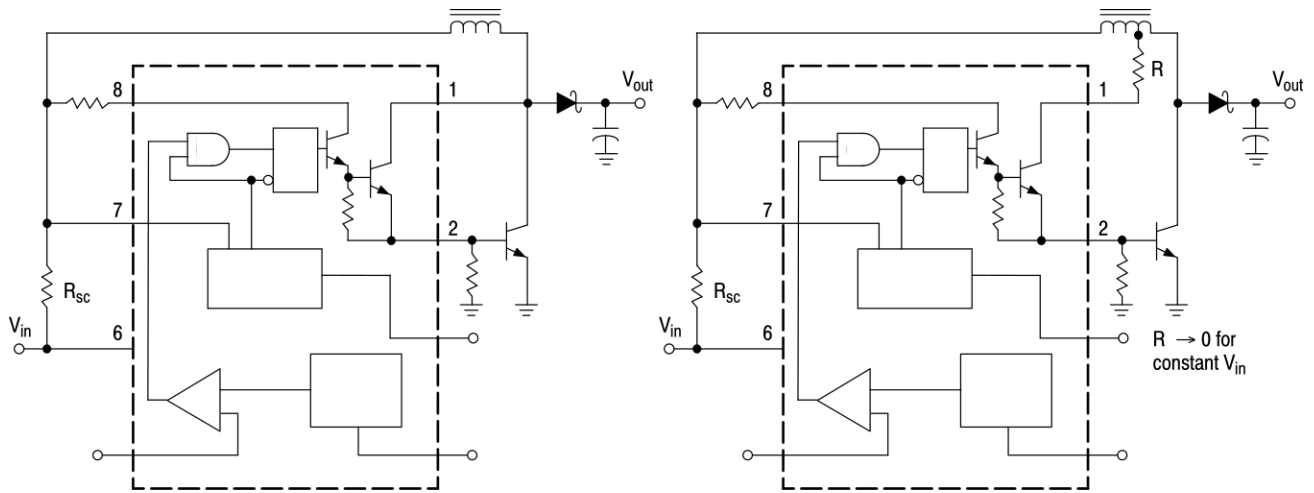 8
1
V_out
7
2
R_sc
V_in
6
R
8
1
V_out
7
2
R_sc
V_in
6
R → 0 for
constant V_in